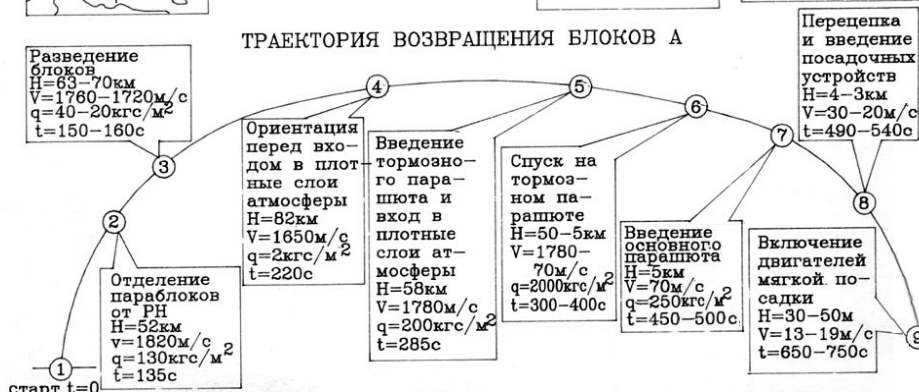 ТРАЕКТОРИЯ ВОЗВРАЩЕНИЯ БЛОКОВ А
старт t=0
1
2
Отделение
параблоков
от РН
H=52км
v=1820м/с
q=130кгс/м²
t=135с
3
Разведение
блоков
H=63-70км
V=1760-1720м/с
q=40-20кгс/м²
t=150-160с
4
Ориентация
перед вхо-
дом в плот
ные слои
атмосферы
H=82км
V=1650м/с
q=2кгс/м²
t=220с
5
Введение
тормозно-
го пара-
шюта и
вход в
плотные
слои ат-
мосферы
H=58км
V=1780м/с
q=200кгс/м²
t=285с
6
Спуск на
тормоз-
ном па-
рашюте
H=50-5км
V=1780-
70м/с
q=2000кгс/м²
t=300-400с
7
Введение
основного
парашюта
H=5км
V=70м/с
q=250кгс/м²
t=450-500с
8
Перецепка
и введение
посадочных
устройств
H=4-3км
V=30-20м/с
t=490-540с
9
Включение
двигателей
мягкой по-
садки
H=30-50м
V=13-19м/с
t=650-750с